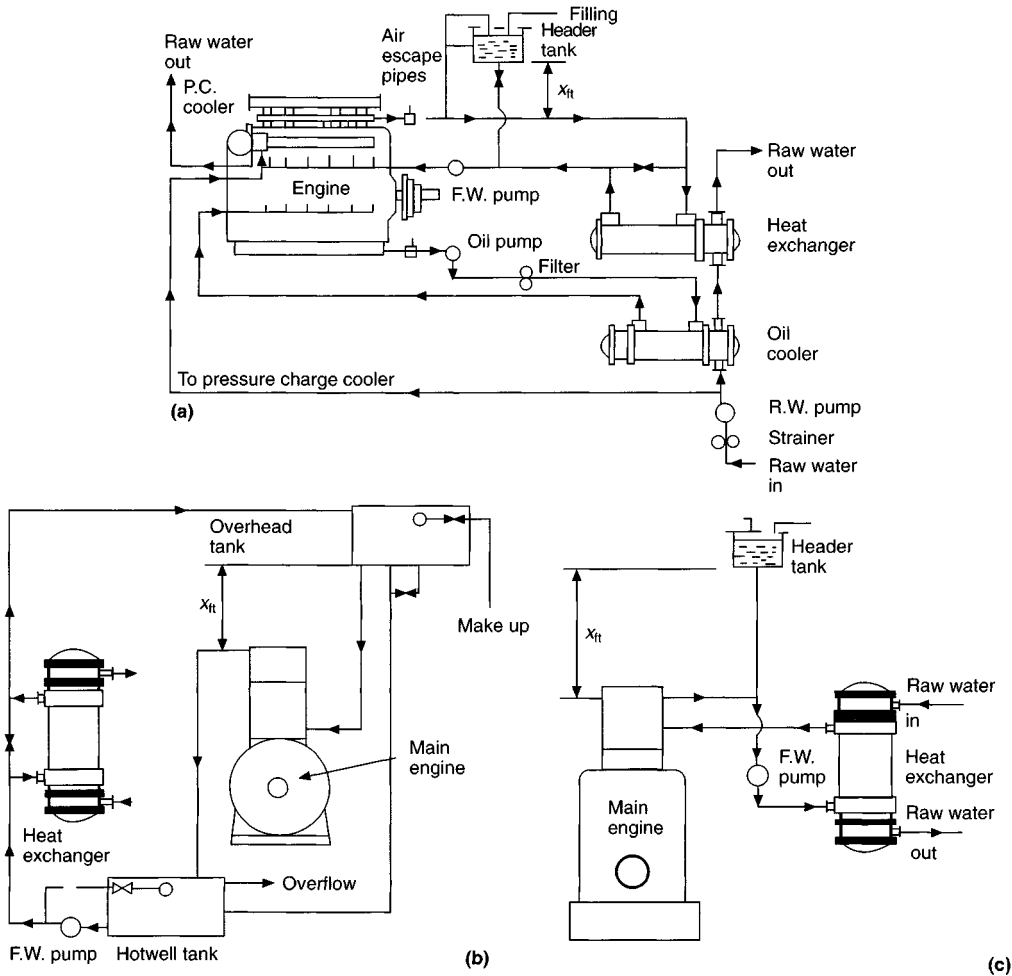 Filling
Header
tank
Air
escape
pipes
x_ft
Raw water
out
P.C.
cooler
Engine
F.W. pump
Raw water
out
Heat
exchanger
Oil pump
Filter
Oil
cooler
To pressure charge cooler
(a)
R.W. pump
Strainer
Raw water
in
Overhead
tank
x_ft
Make up
Main
engine
Heat
exchanger
Overflow
F.W. pump
Hotwell tank
(b)
Header
tank
x_ft
Raw water
in
F.W.
pump
Heat
exchanger
Main
engine
Raw water
out
(c)